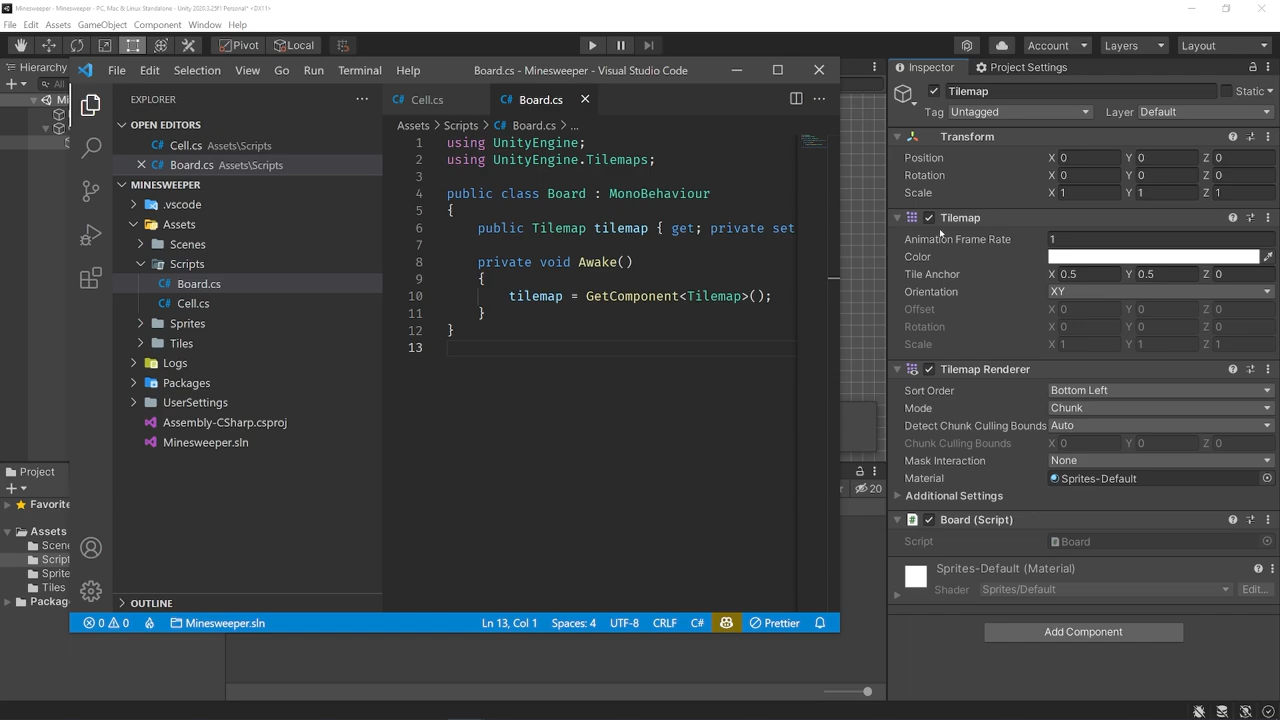 Minesweeper - Minesweeper - PC, Mac & Linux Standalone - Unity 2020.3.25f1 Personal* <DX11>
File Edit Assets GameObject Component Window Help
Pivot Local Account Layers Layout
Hierarchy
All
File Edit Selection View Go Run Terminal Help Board.cs - Minesweeper - Visual Studio Code
EXPLORER
OPEN EDITORS
Cell.cs Assets\Scripts
Board.cs Assets\Scripts
MINESWEEPER
.vscode
Assets
Scenes
Scripts
Board.cs
Cell.cs
Sprites
Tiles
Logs
Packages
UserSettings
Assembly-CSharp.csproj
Minesweeper.sln
OUTLINE
Cell.cs Board.cs
Assets Scripts Board.cs ...
1 using UnityEngine;
2 using UnityEngine.Tilemaps;
3
4 public class Board : MonoBehaviour
5 {
6 public Tilemap tilemap { get; private set
7
8 private void Awake()
9 {
10 tilemap = GetComponent<Tilemap>();
11 }
12 }
13
0 0 Minesweeper.sln Ln 13, Col 1 Spaces: 4 UTF-8 CRLF C# Prettier
Project
Favorite
Assets
Scene
Script
Sprite
Tiles
Packag
20
Inspector Project Settings
Tilemap Static
Tag Untagged Layer Default
Transform
Position X 0 Y 0 Z 0
Rotation X 0 Y 0 Z 0
Scale X 1 Y 1 Z 1
Tilemap
Animation Frame Rate 1
Color
Tile Anchor X 0.5 Y 0.5 Z 0
Orientation XY
Offset X 0 Y 0 Z 0
Rotation X 0 Y 0 Z 0
Scale X 1 Y 1 Z 1
Tilemap Renderer
Sort Order Bottom Left
Mode Chunk
Detect Chunk Culling Bounds Auto
Chunk Culling Bounds X 0 Y 0 Z 0
Mask Interaction None
Material Sprites-Default
Additional Settings
Board (Script)
Script Board
Sprites-Default (Material)
Shader Sprites/Default Edit...
Add Component